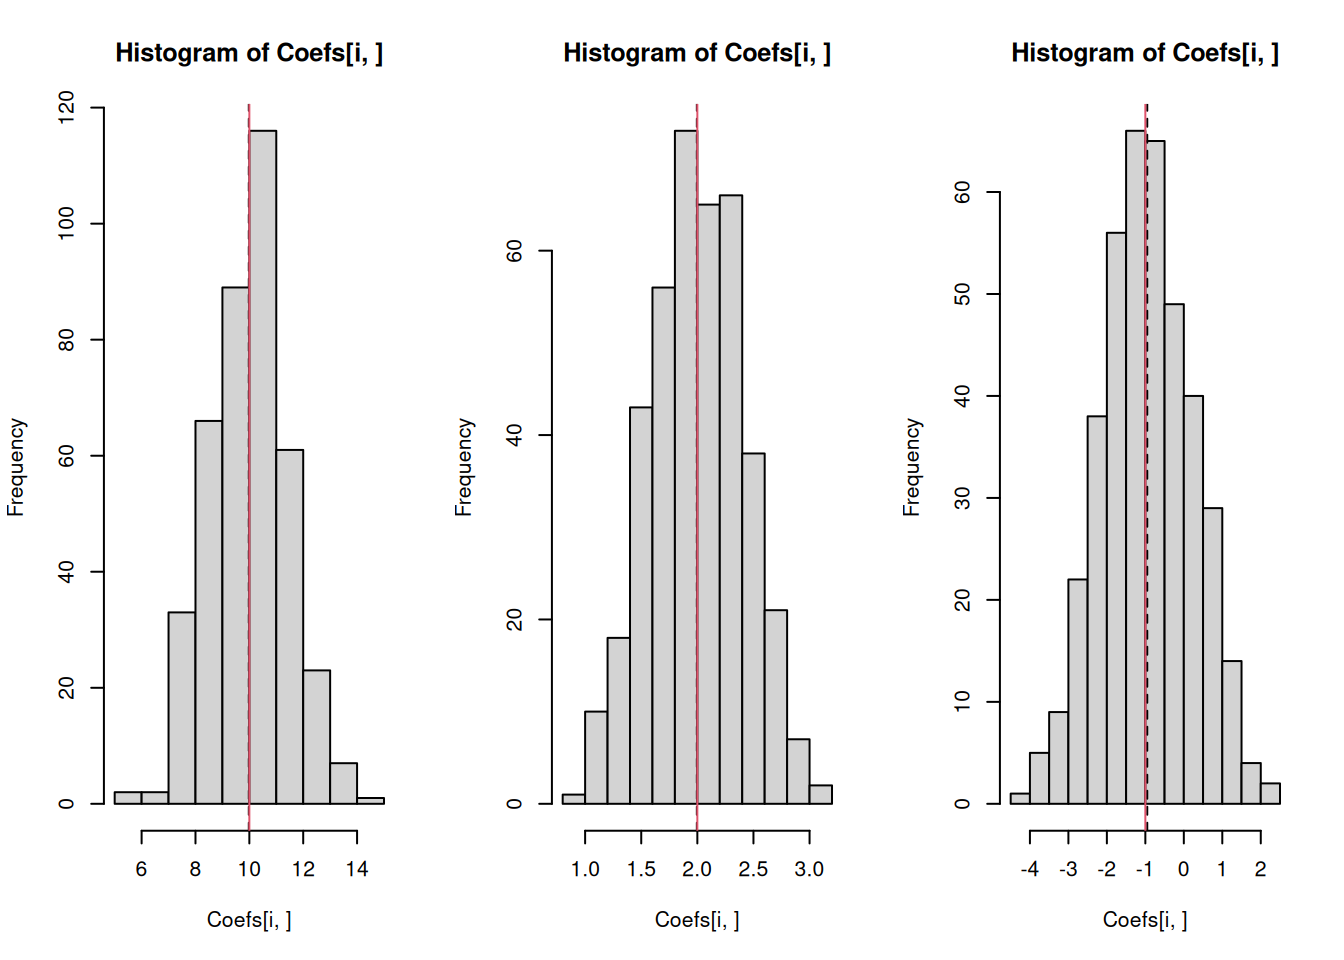 Histogram of Coefs[i, ]
Frequency
0 20 40 60 80 100 120
6 8 10 12 14
Coefs[i, ]
Histogram of Coefs[i, ]
Frequency
0 20 40 60
1.0 1.5 2.0 2.5 3.0
Coefs[i, ]
Histogram of Coefs[i, ]
Frequency
0 10 20 30 40 50 60
-4 -3 -2 -1 0 1 2
Coefs[i, ]